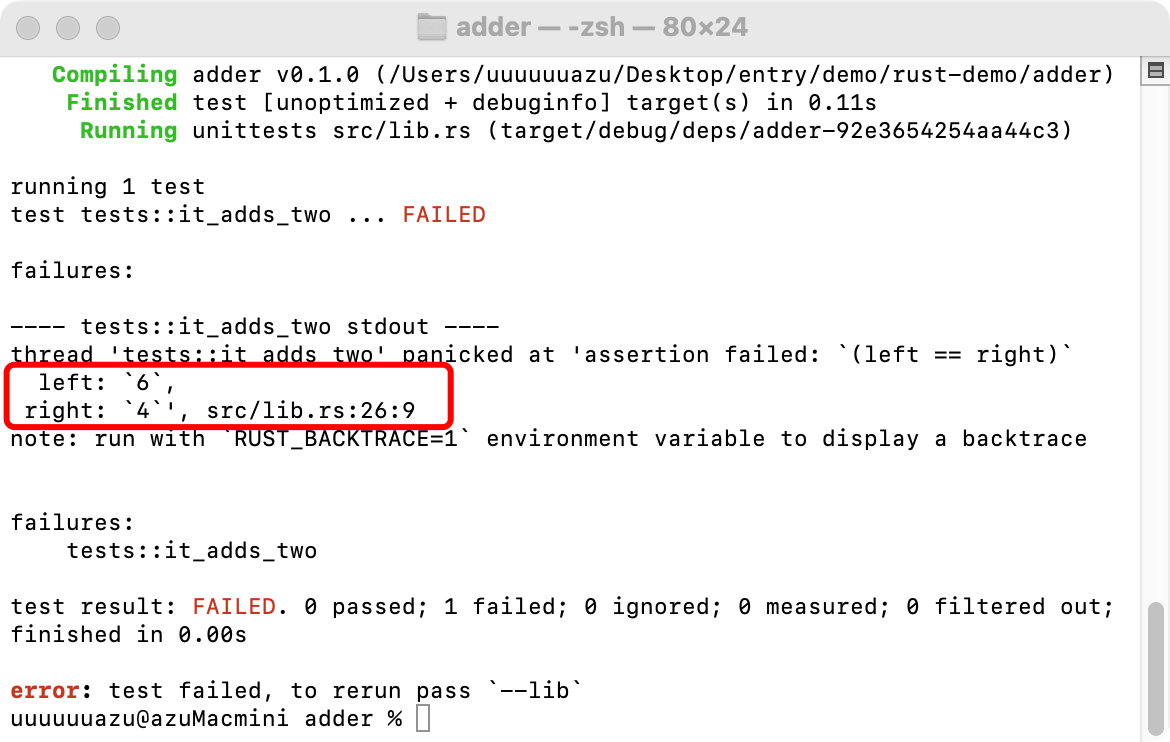 adder — -zsh — 80×24
Compiling adder v0.1.0 (/Users/uuuuuuazu/Desktop/entry/demo/rust-demo/adder)
Finished test [unoptimized + debuginfo] target(s) in 0.11s
Running unittests src/lib.rs (target/debug/deps/adder-92e3654254aa44c3)
running 1 test
test tests::it_adds_two ... FAILED
failures:
---- tests::it_adds_two stdout ----
thread 'tests::it_adds_two' panicked at 'assertion failed: `(left == right)`
left: `6`,
right: `4`', src/lib.rs:26:9
note: run with `RUST_BACKTRACE=1` environment variable to display a backtrace
failures:
tests::it_adds_two
test result: FAILED. 0 passed; 1 failed; 0 ignored; 0 measured; 0 filtered out;
finished in 0.00s
error: test failed, to rerun pass `--lib`
uuuuuuazu@azuMacmini adder %